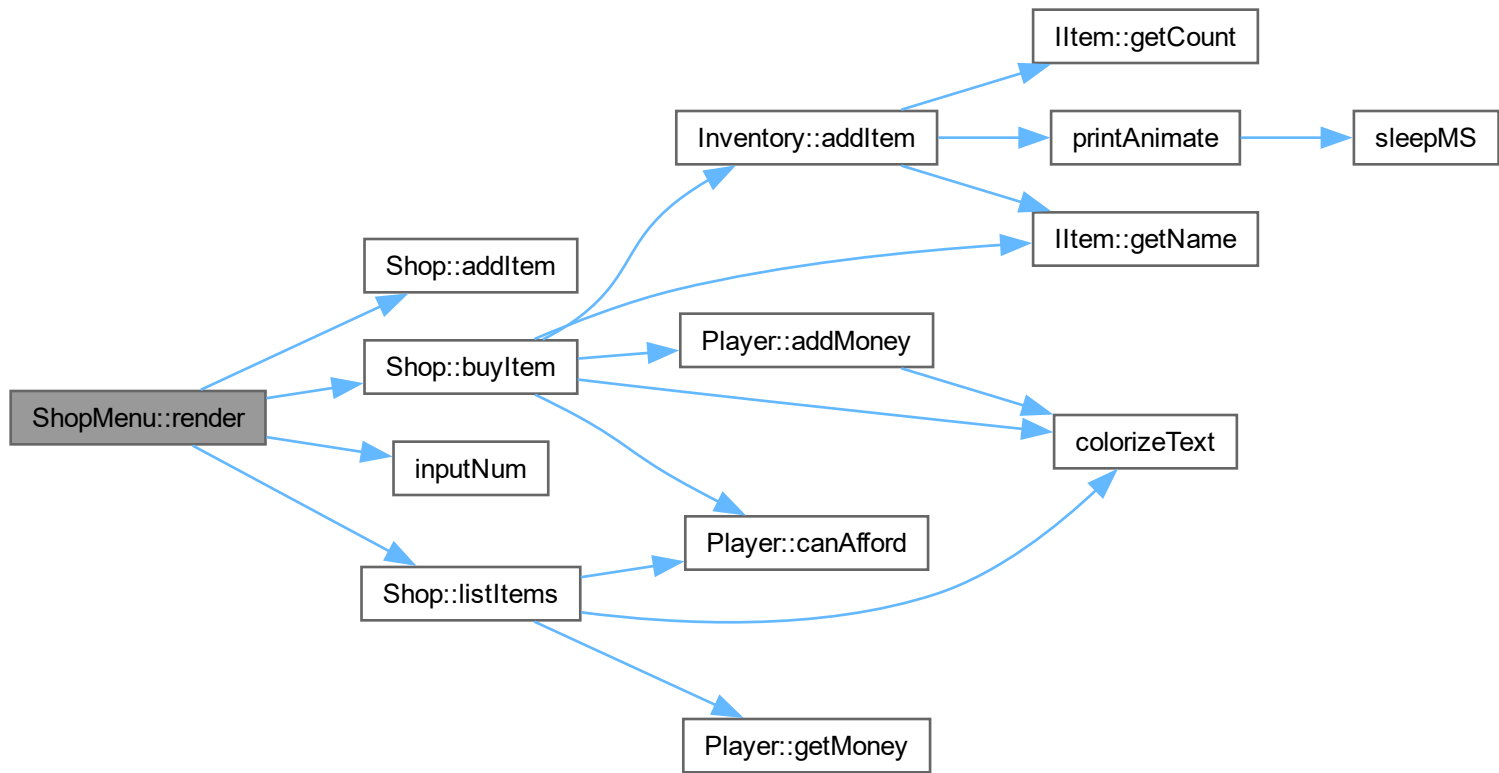 IItem::getCount
Inventory::addItem
printAnimate
sleepMS
IItem::getName
Shop::addItem
Player::addMoney
Shop::buyItem
ShopMenu::render
colorizeText
inputNum
Player::canAfford
Shop::listItems
Player::getMoney